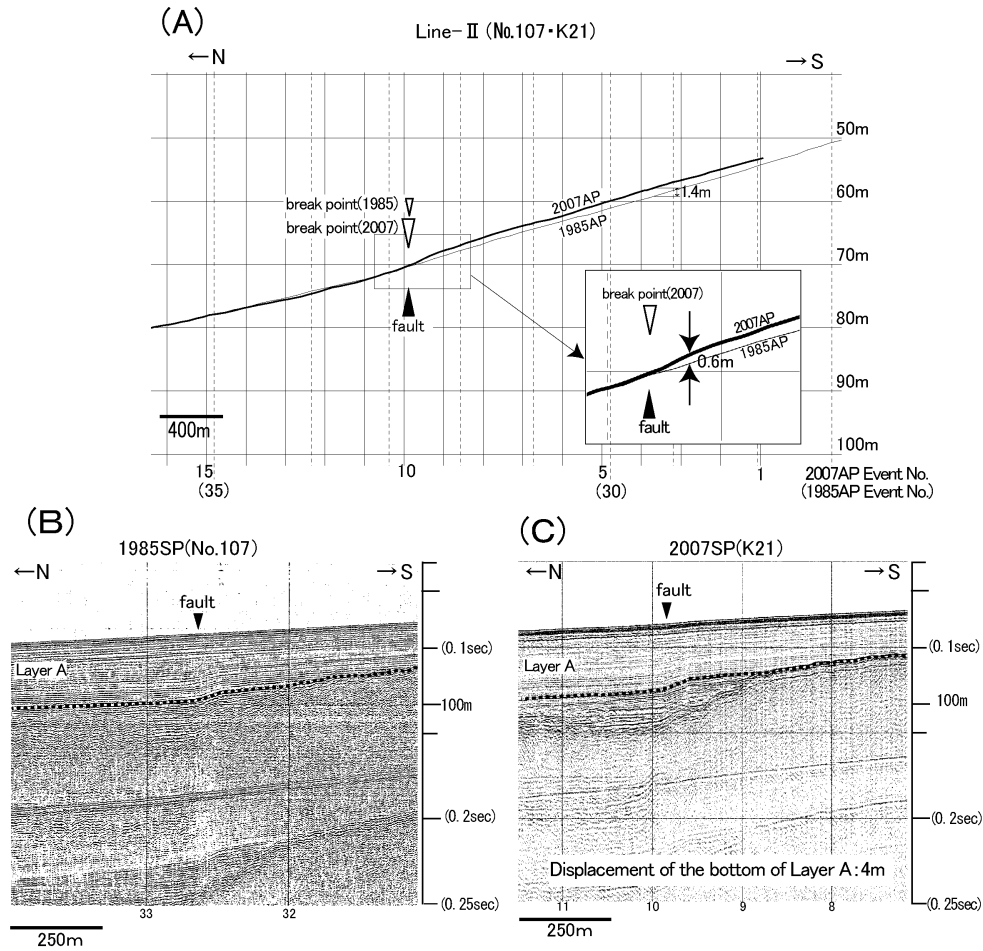 (A)
Line-Ⅱ (№107・K21)
←N
→S
50m
60m
70m
80m
90m
100m
break point(1985)
break point(2007)
2007AP
1985AP
1.4m
fault
break point(2007)
2007AP
1985AP
0.6m
fault
400m
15
10
5
1
2007AP Event No.
(35)
(30)
(1985AP Event No.)
(B)
1985SP(No.107)
←N
→S
fault
Layer A
(0.1sec)
100m
(0.2sec)
(0.25sec)
33
32
250m
(C)
2007SP(K21)
←N
→S
fault
Layer A
(0.1sec)
100m
(0.2sec)
Displacement of the bottom of Layer A:4m
(0.25sec)
11
10
9
8
250m